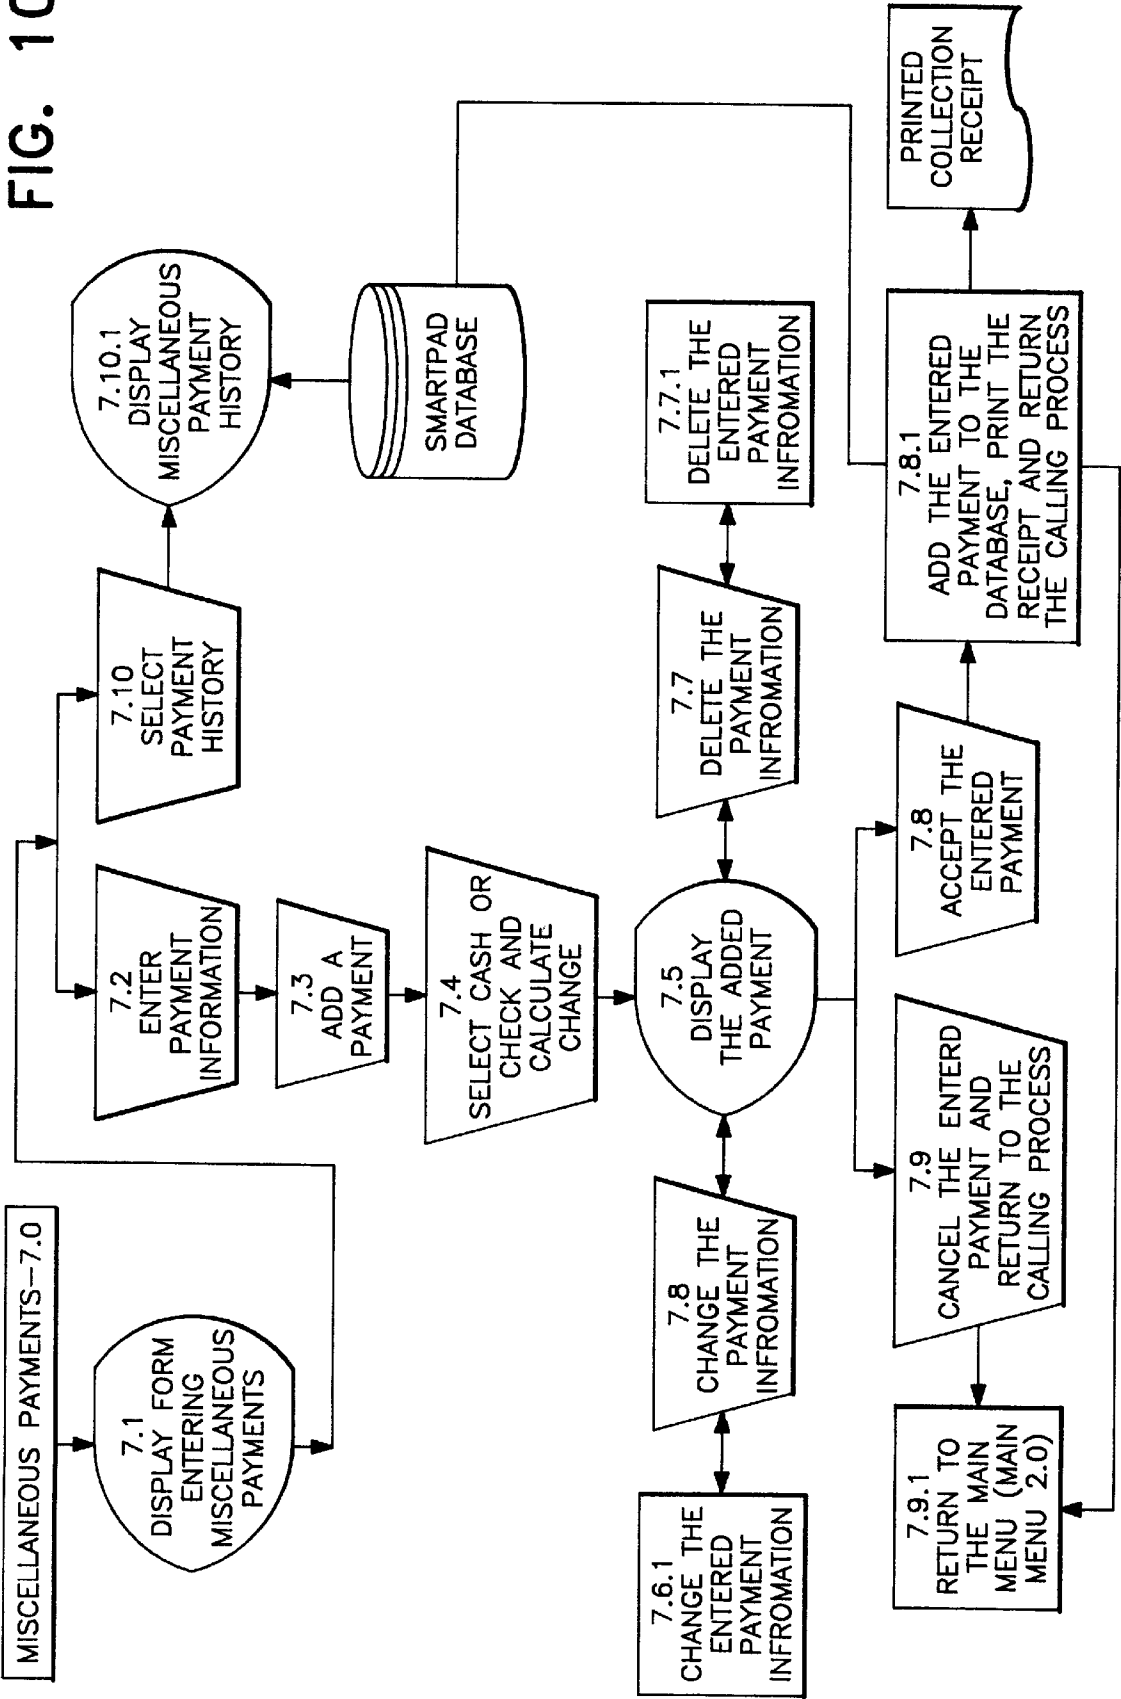 FIG. 10
MISCELLANEOUS PAYMENTS-7.0
7.1
DISPLAY FORM
ENTERING
MISCELLANEOUS
PAYMENTS
7.2
ENTER
PAYMENT
INFORMATION
7.10
SELECT
PAYMENT
HISTORY
7.10.1
DISPLAY
MISCELLANEOUS
PAYMENT
HISTORY
7.3
ADD A
PAYMENT
SMARTPAD
DATABASE
7.4
SELECT CASH OR
CHECK AND
CALCULATE
CHANGE
7.6.1
CHANGE THE
ENTERED
PAYMENT
INFROMATION
7.8
CHANGE THE
PAYMENT
INFROMATION
7.5
DISPLAY
THE ADDED
PAYMENT
7.7
DELETE THE
PAYMENT
INFROMATION
7.7.1
DELETE THE
ENTERED
PAYMENT
INFROMATION
7.9.1
RETURN TO
THE MAIN
MENU (MAIN
MENU 2.0)
7.9
CANCEL THE ENTERD
PAYMENT AND
RETURN TO THE
CALLING PROCESS
7.8
ACCEPT THE
ENTERED
PAYMENT
7.8.1
ADD THE ENTERED
PAYMENT TO THE
DATABASE, PRINT THE
RECEIPT AND RETURN
THE CALLING PROCESS
PRINTED
COLLECTION
RECEIPT